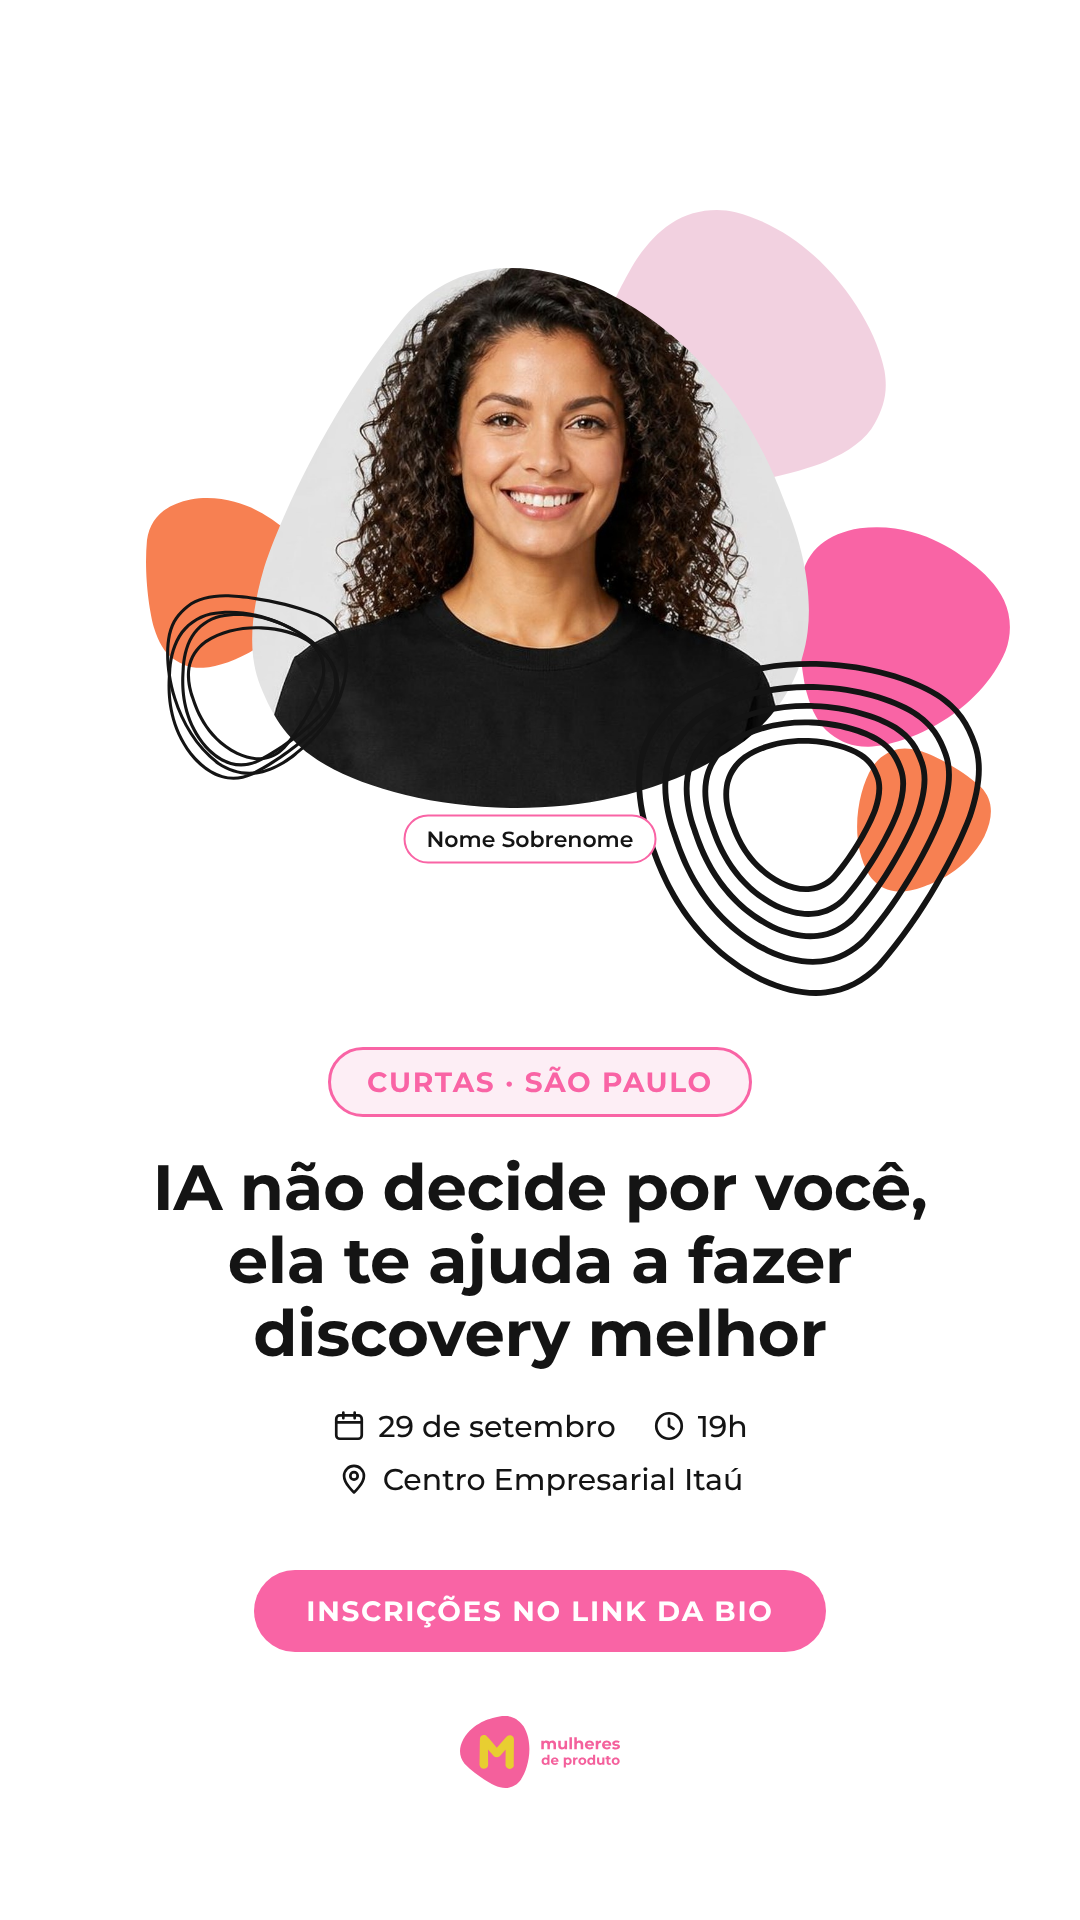 Nome Sobrenome
CURTAS · SÃO PAULO
IA não decide por você,
ela te ajuda a fazer
discovery melhor
29 de setembro 19h
Centro Empresarial Itaú
INSCRIÇÕES NO LINK DA BIO
M
mulheres
de produto